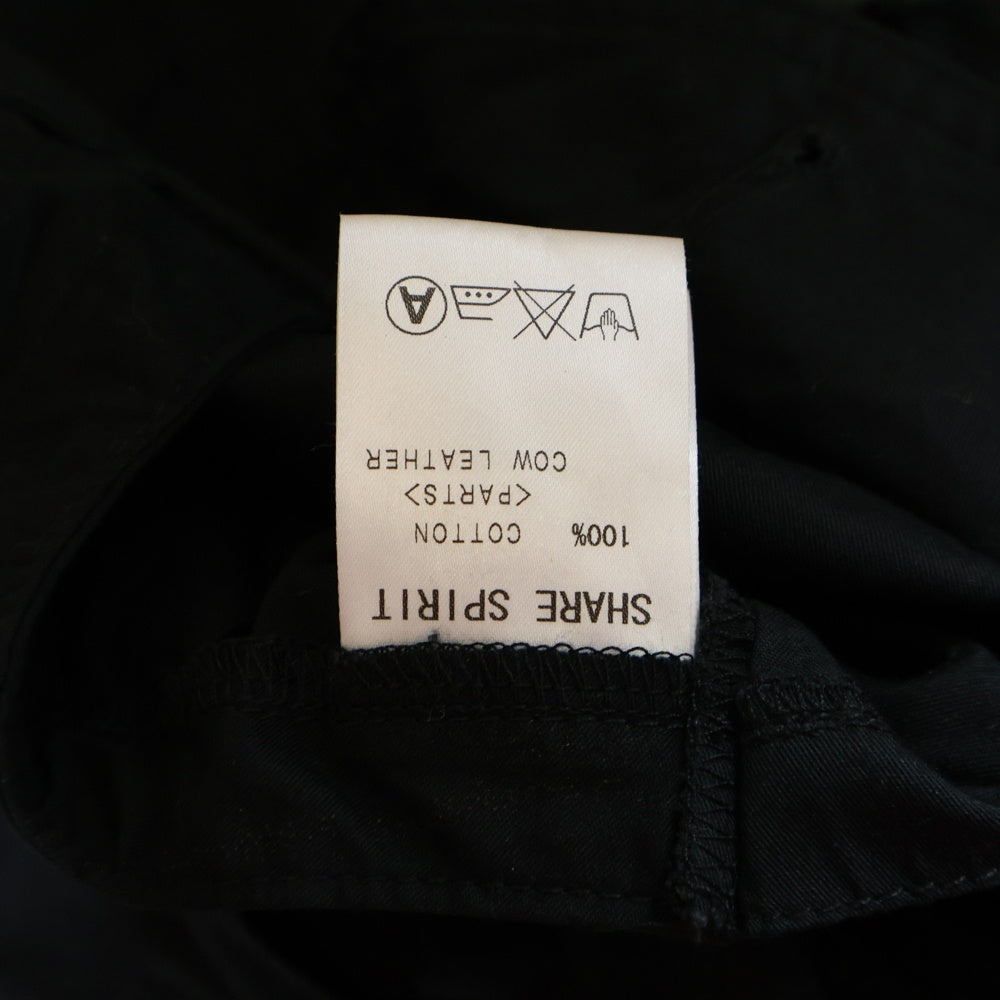 SHARE SPIRIT
100% COTTON
<PARTS>
COW LEATHER
A